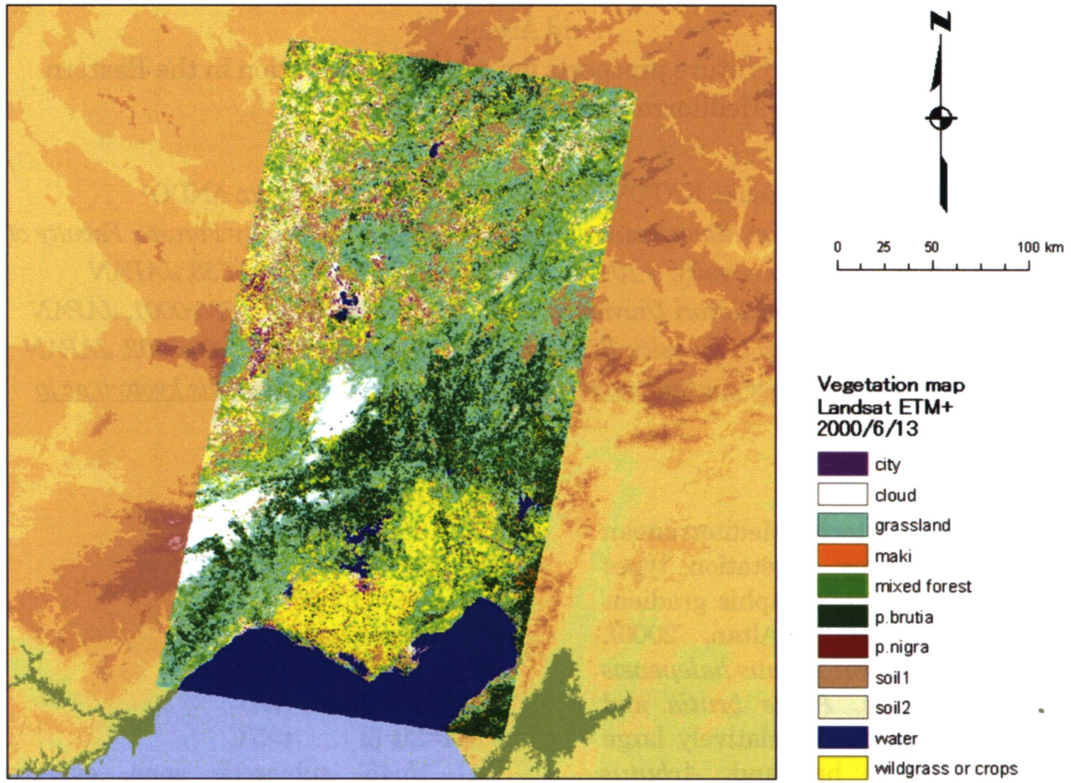 N
0 25 50 100 km
Vegetation map
Landsat ETM+
2000/6/13
city
cloud
grassland
maki
mixed forest
p.brutia
p.nigra
soil1
soil2
water
wildgrass or crops